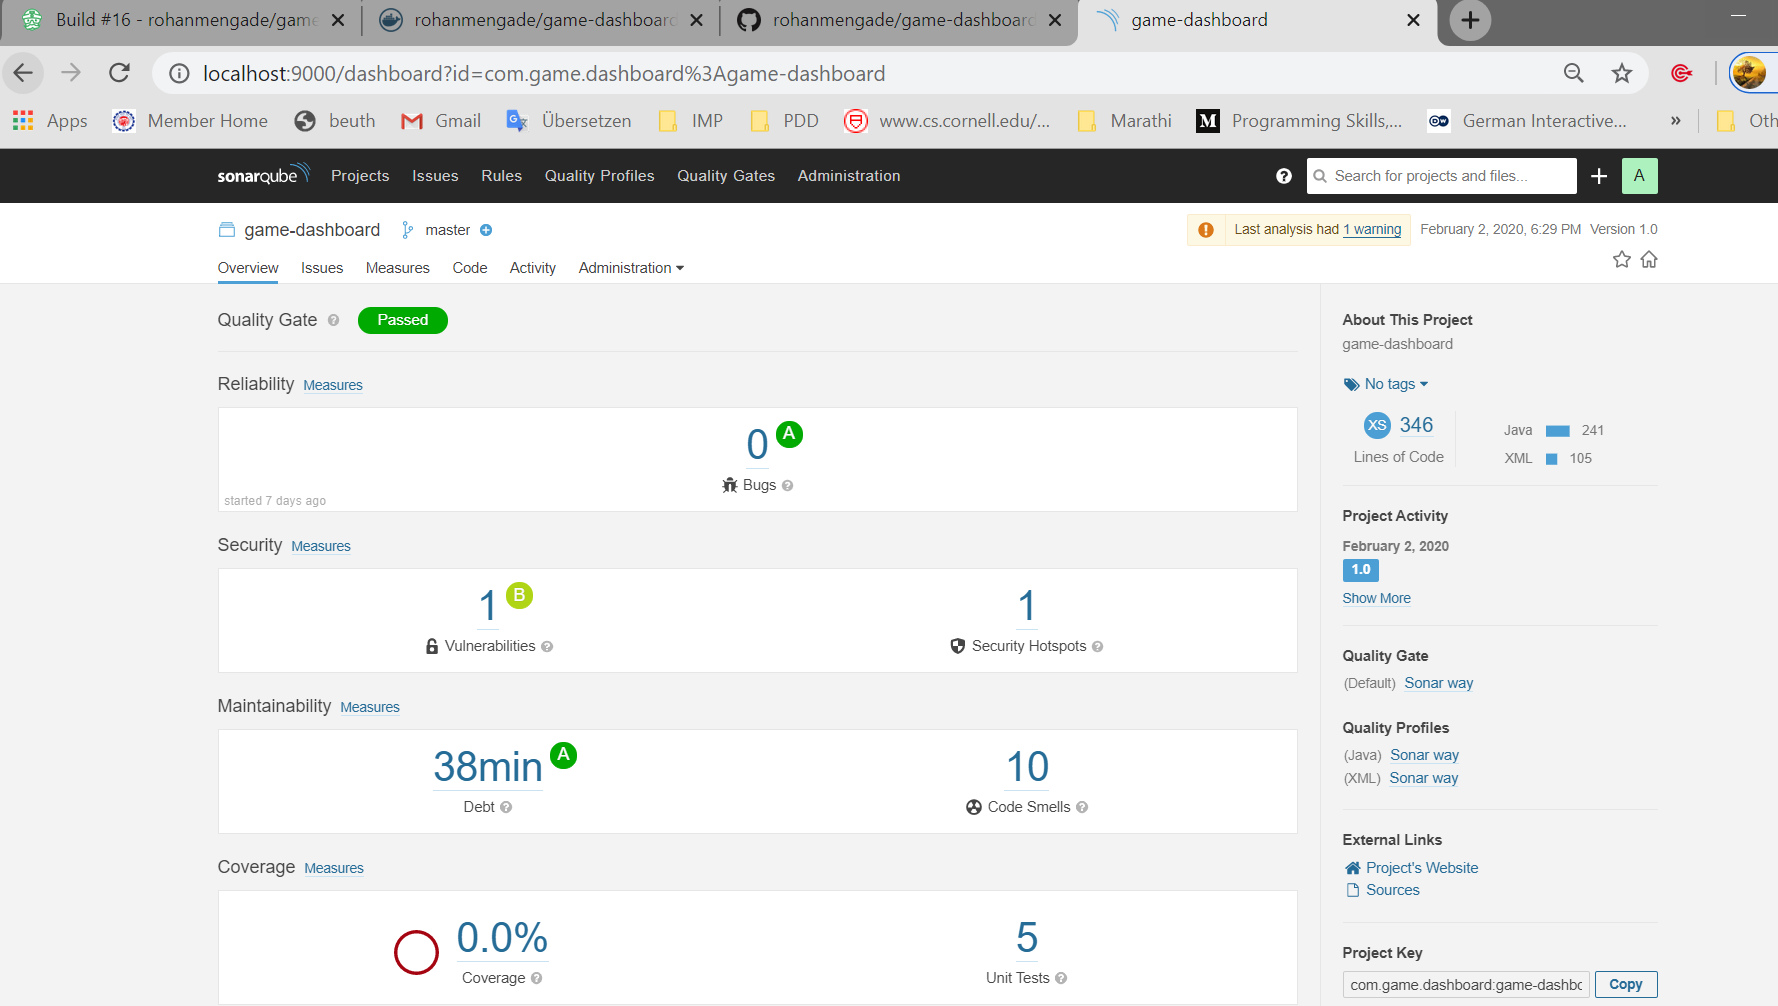 Build #16 - rohanmengade/game
rohanmengade/game-dashboard
rohanmengade/game-dashboard
game-dashboard
localhost:9000/dashboard?id=com.game.dashboard%3Agame-dashboard
Apps
Member Home
beuth
Gmail
Übersetzen
IMP
PDD
www.cs.cornell.edu/...
Marathi
M
Programming Skills,...
German Interactive...
»
Oth
sonarqube
Projects
Issues
Rules
Quality Profiles
Quality Gates
Administration
Search for projects and files...
A
game-dashboard
master
Last analysis had 1 warning
February 2, 2020, 6:29 PM
Version 1.0
Overview
Issues
Measures
Code
Activity
Administration
Quality Gate
Passed
Reliability Measures
0 A
Bugs
started 7 days ago
Security Measures
1 B
Vulnerabilities
1
Security Hotspots
Maintainability Measures
38min A
Debt
10
Code Smells
Coverage Measures
0.0%
Coverage
5
Unit Tests
About This Project
game-dashboard
No tags
XS 346
Lines of Code
Java 241
XML 105
Project Activity
February 2, 2020
1.0
Show More
Quality Gate
(Default) Sonar way
Quality Profiles
(Java) Sonar way
(XML) Sonar way
External Links
Project's Website
Sources
Project Key
com.game.dashboard:game-dashbo
Copy